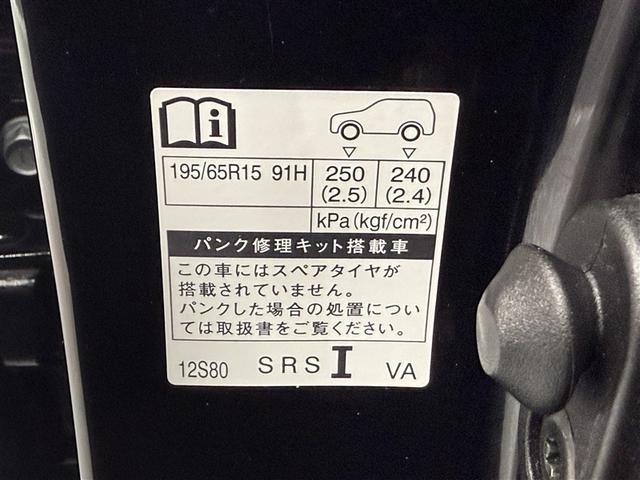 195/65R15 91H 250 240
(2.5) (2.4)
kPa(kgf/cm²)
パンク修理キット搭載車
この車にはスペアタイヤが
搭載されていません。
パンクした場合の処置につい
ては取扱書をご覧ください。
12S80 SRS I VA